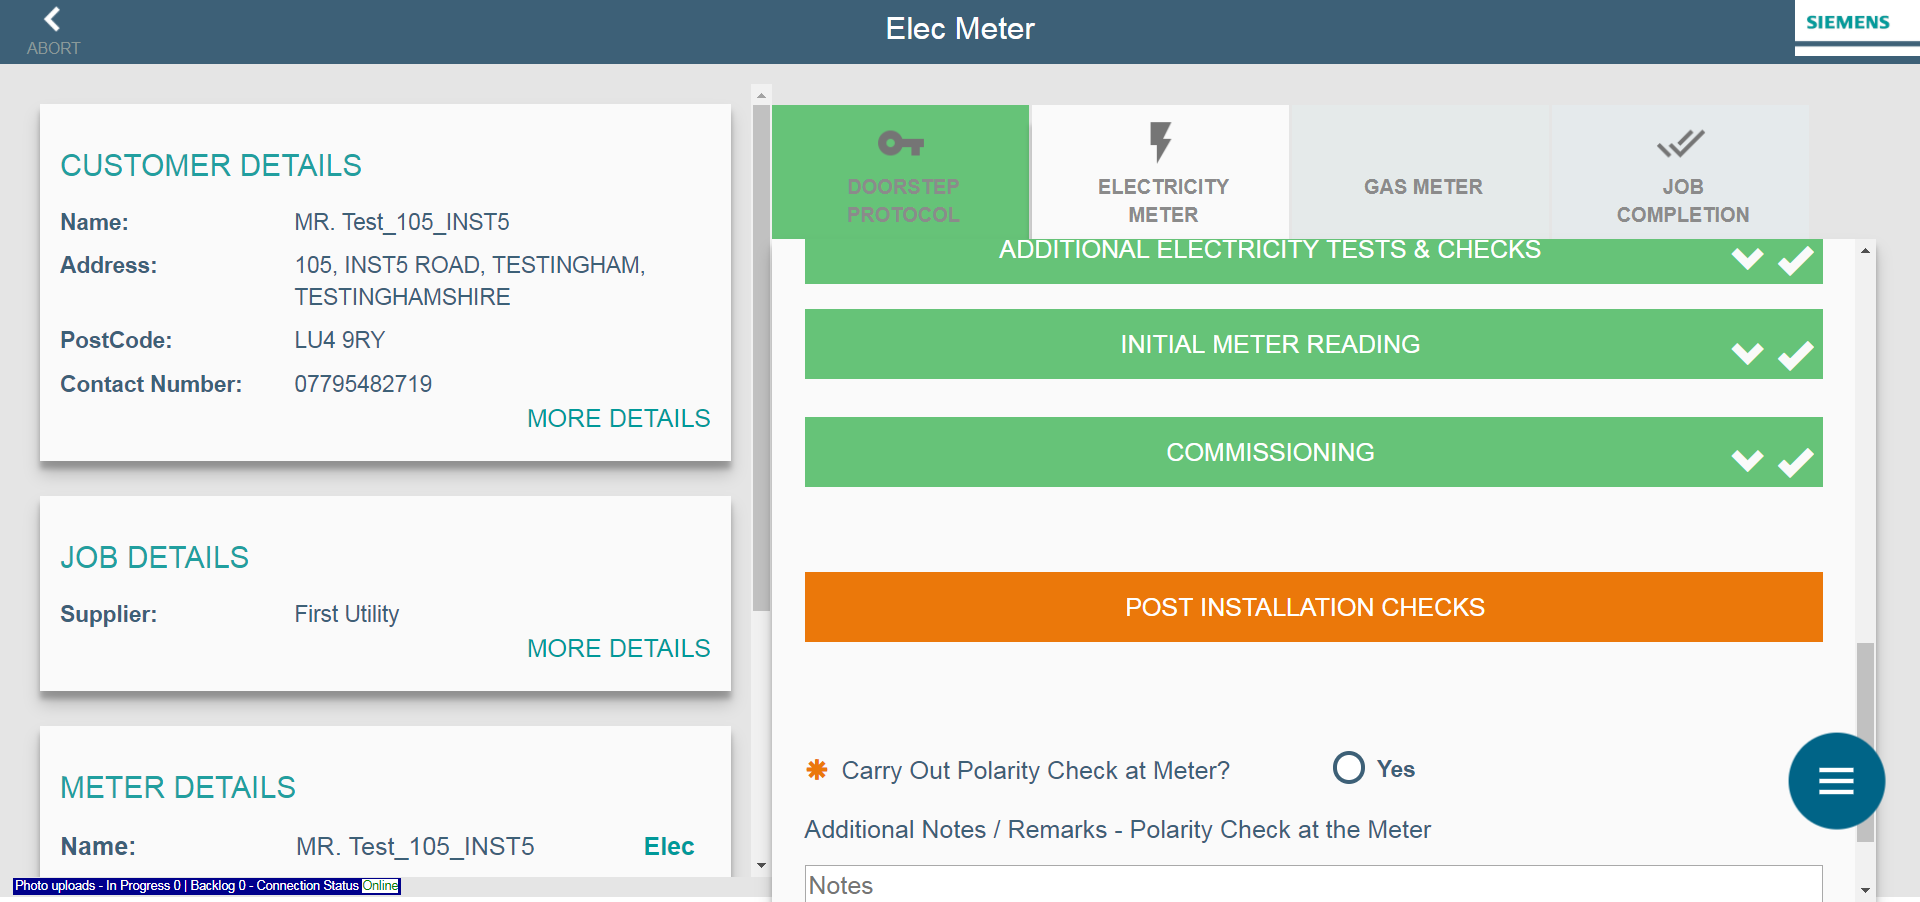 ABORT
Elec Meter
SIEMENS
CUSTOMER DETAILS
Name: MR. Test_105_INST5
Address: 105, INST5 ROAD, TESTINGHAM,
TESTINGHAMSHIRE
PostCode: LU4 9RY
Contact Number: 07795482719
MORE DETAILS
JOB DETAILS
Supplier: First Utility
MORE DETAILS
METER DETAILS
Name: MR. Test_105_INST5 Elec
Photo uploads - In Progress 0 | Backlog 0 - Connection Status Online
DOORSTEP
PROTOCOL
ELECTRICITY
METER
GAS METER
JOB
COMPLETION
ADDITIONAL ELECTRICITY TESTS & CHECKS
INITIAL METER READING
COMMISSIONING
POST INSTALLATION CHECKS
Carry Out Polarity Check at Meter? Yes
Additional Notes / Remarks - Polarity Check at the Meter
Notes